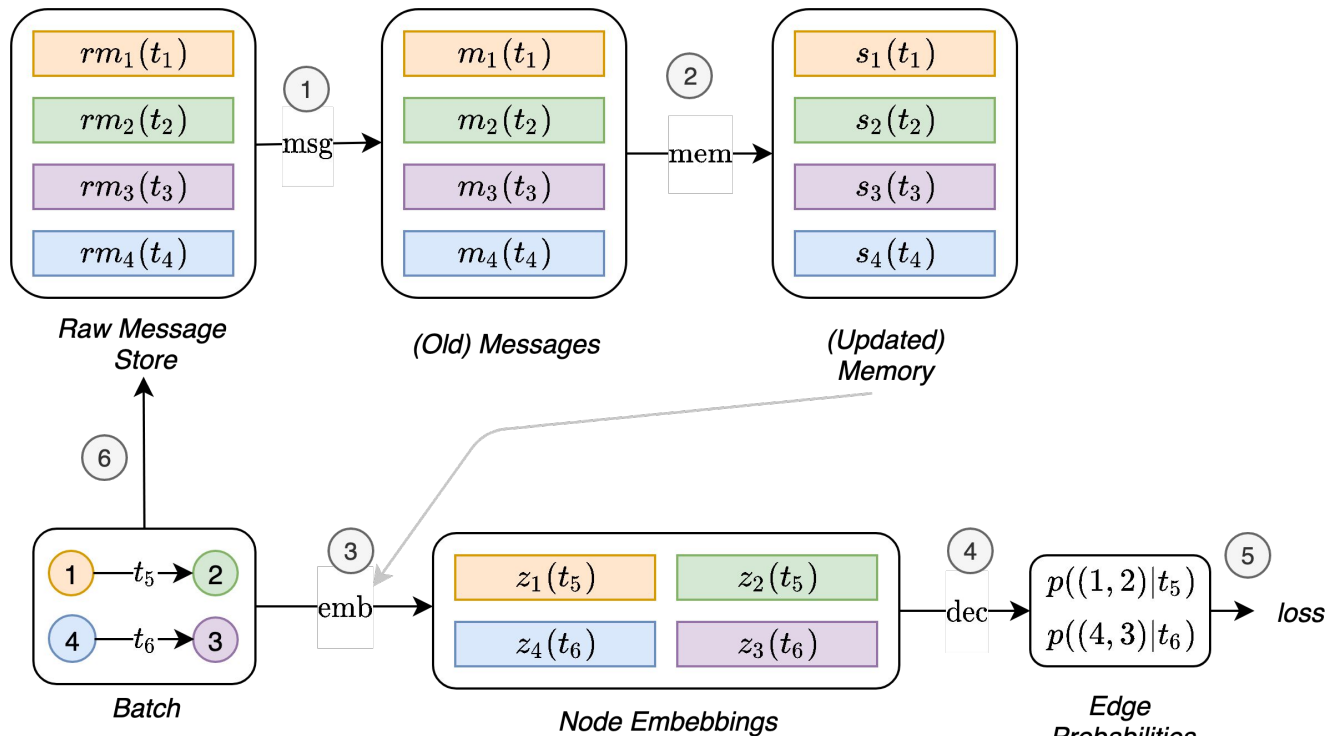 rm₁(t₁)
rm₂(t₂)
rm₃(t₃)
rm₄(t₄)
Raw Message
Store
1
msg
m₁(t₁)
m₂(t₂)
m₃(t₃)
m₄(t₄)
(Old) Messages
2
mem
s₁(t₁)
s₂(t₂)
s₃(t₃)
s₄(t₄)
(Updated)
Memory
6
1 t₅ 2
4 t₆ 3
Batch
3
emb
z₁(t₅) z₂(t₅)
z₄(t₆) z₃(t₆)
Node Embebbings
4
dec
p((1, 2)|t₅)
p((4, 3)|t₆)
Edge
Probabilities
5
loss